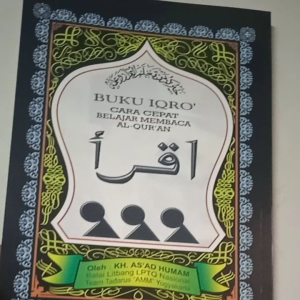 BUKU IQRO'
CARA CEPAT
BELAJAR MEMBACA
AL-QUR'AN
اقرأ
Oleh : KH. AS'AD HUMAM
Balai Litbang LPTQ Nasional
Team Tadarus "AMM" Yogyakarta